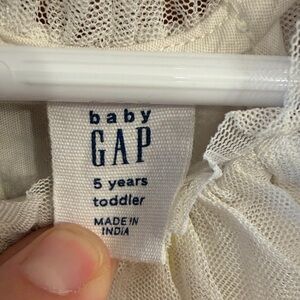 baby
GAP
5 years
toddler
MADE IN
INDIA